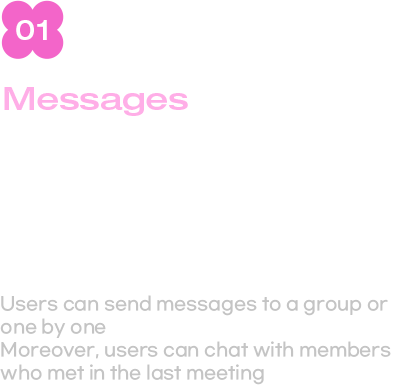 01
Messages
Users can send messages to a group or
one by one
Moreover, users can chat with members
who met in the last meeting